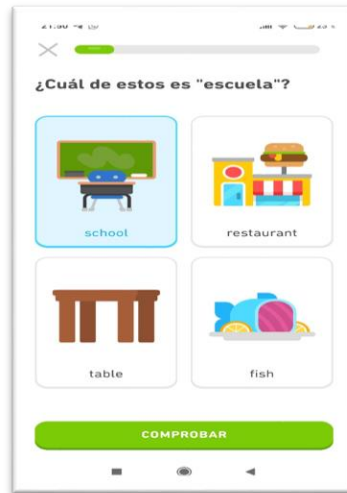 ¿Cuál de estos es "escuela"?
school
restaurant
table
fish
COMPROBAR